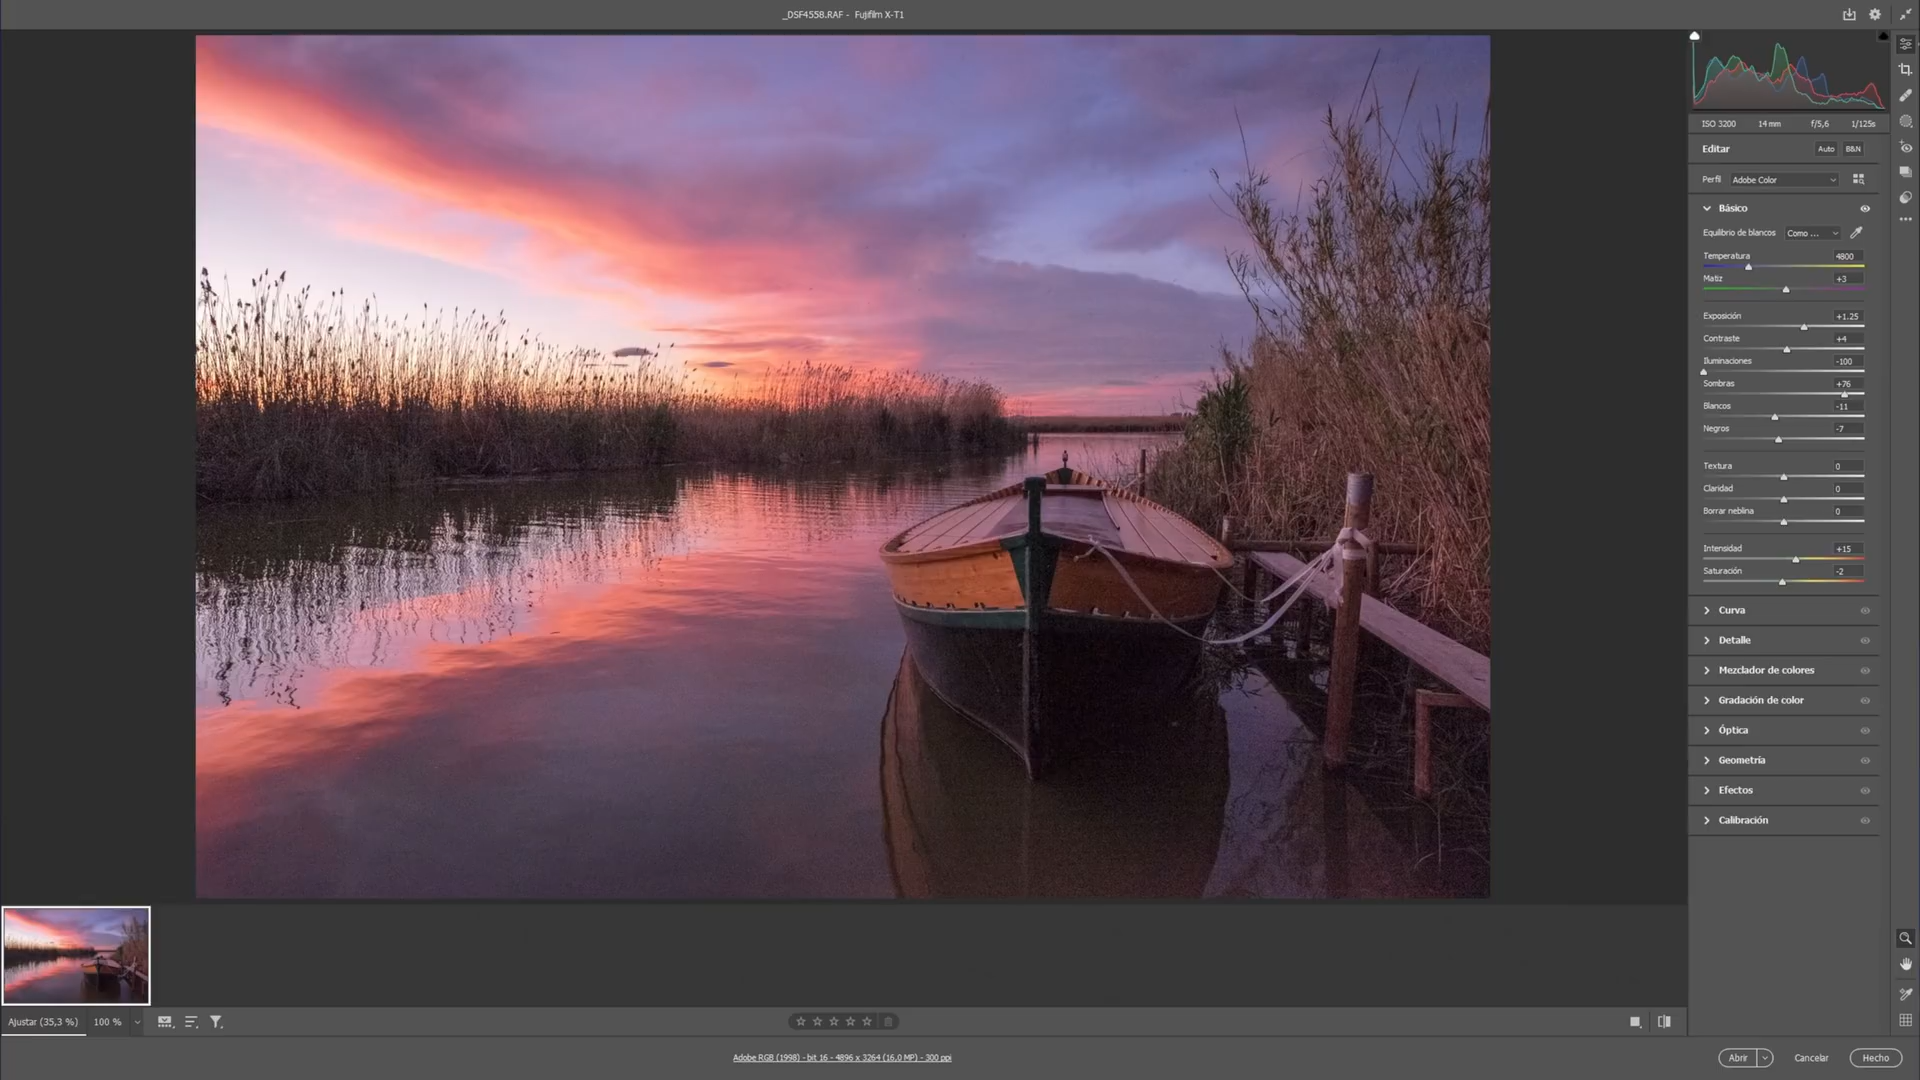 _DSF4558.RAF - Fujifilm X-T1
ISO 3200 14 mm f/5,6 1/125s
Editar Auto B&N
Perfil Adobe Color
Básico
Equilibrio de blancos Como ...
Temperatura 4800
Matiz +3
Exposición +1.25
Contraste +4
Iluminaciones -100
Sombras +76
Blancos -11
Negros -7
Textura 0
Claridad 0
Borrar neblina 0
Intensidad +15
Saturación -2
Curva
Detalle
Mezclador de colores
Gradación de color
Óptica
Geometría
Efectos
Calibración
Ajustar (35,3 %) 100 %
Adobe RGB (1998) - bit 16 - 4896 x 3264 (16,0 MP) - 300 ppi
Abrir Cancelar Hecho